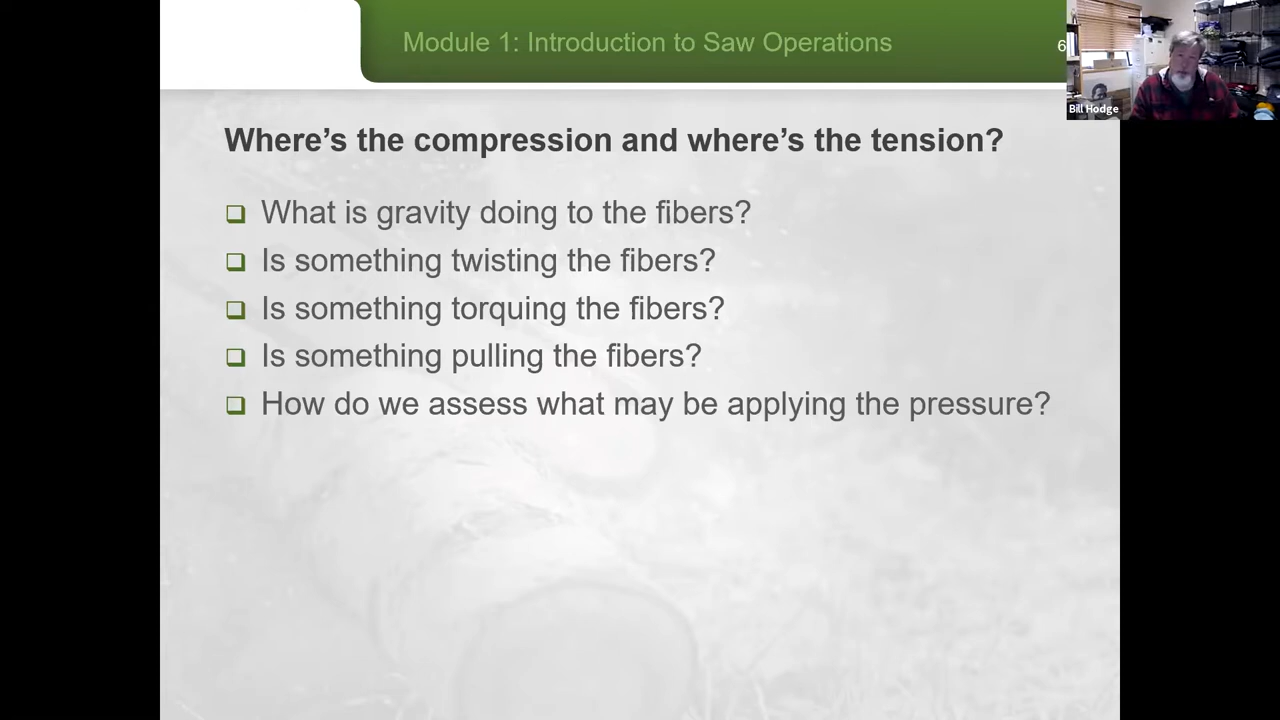 Module 1: Introduction to Saw Operations
6
Bill Hodge
Where’s the compression and where’s the tension?
What is gravity doing to the fibers?
Is something twisting the fibers?
Is something torquing the fibers?
Is something pulling the fibers?
How do we assess what may be applying the pressure?